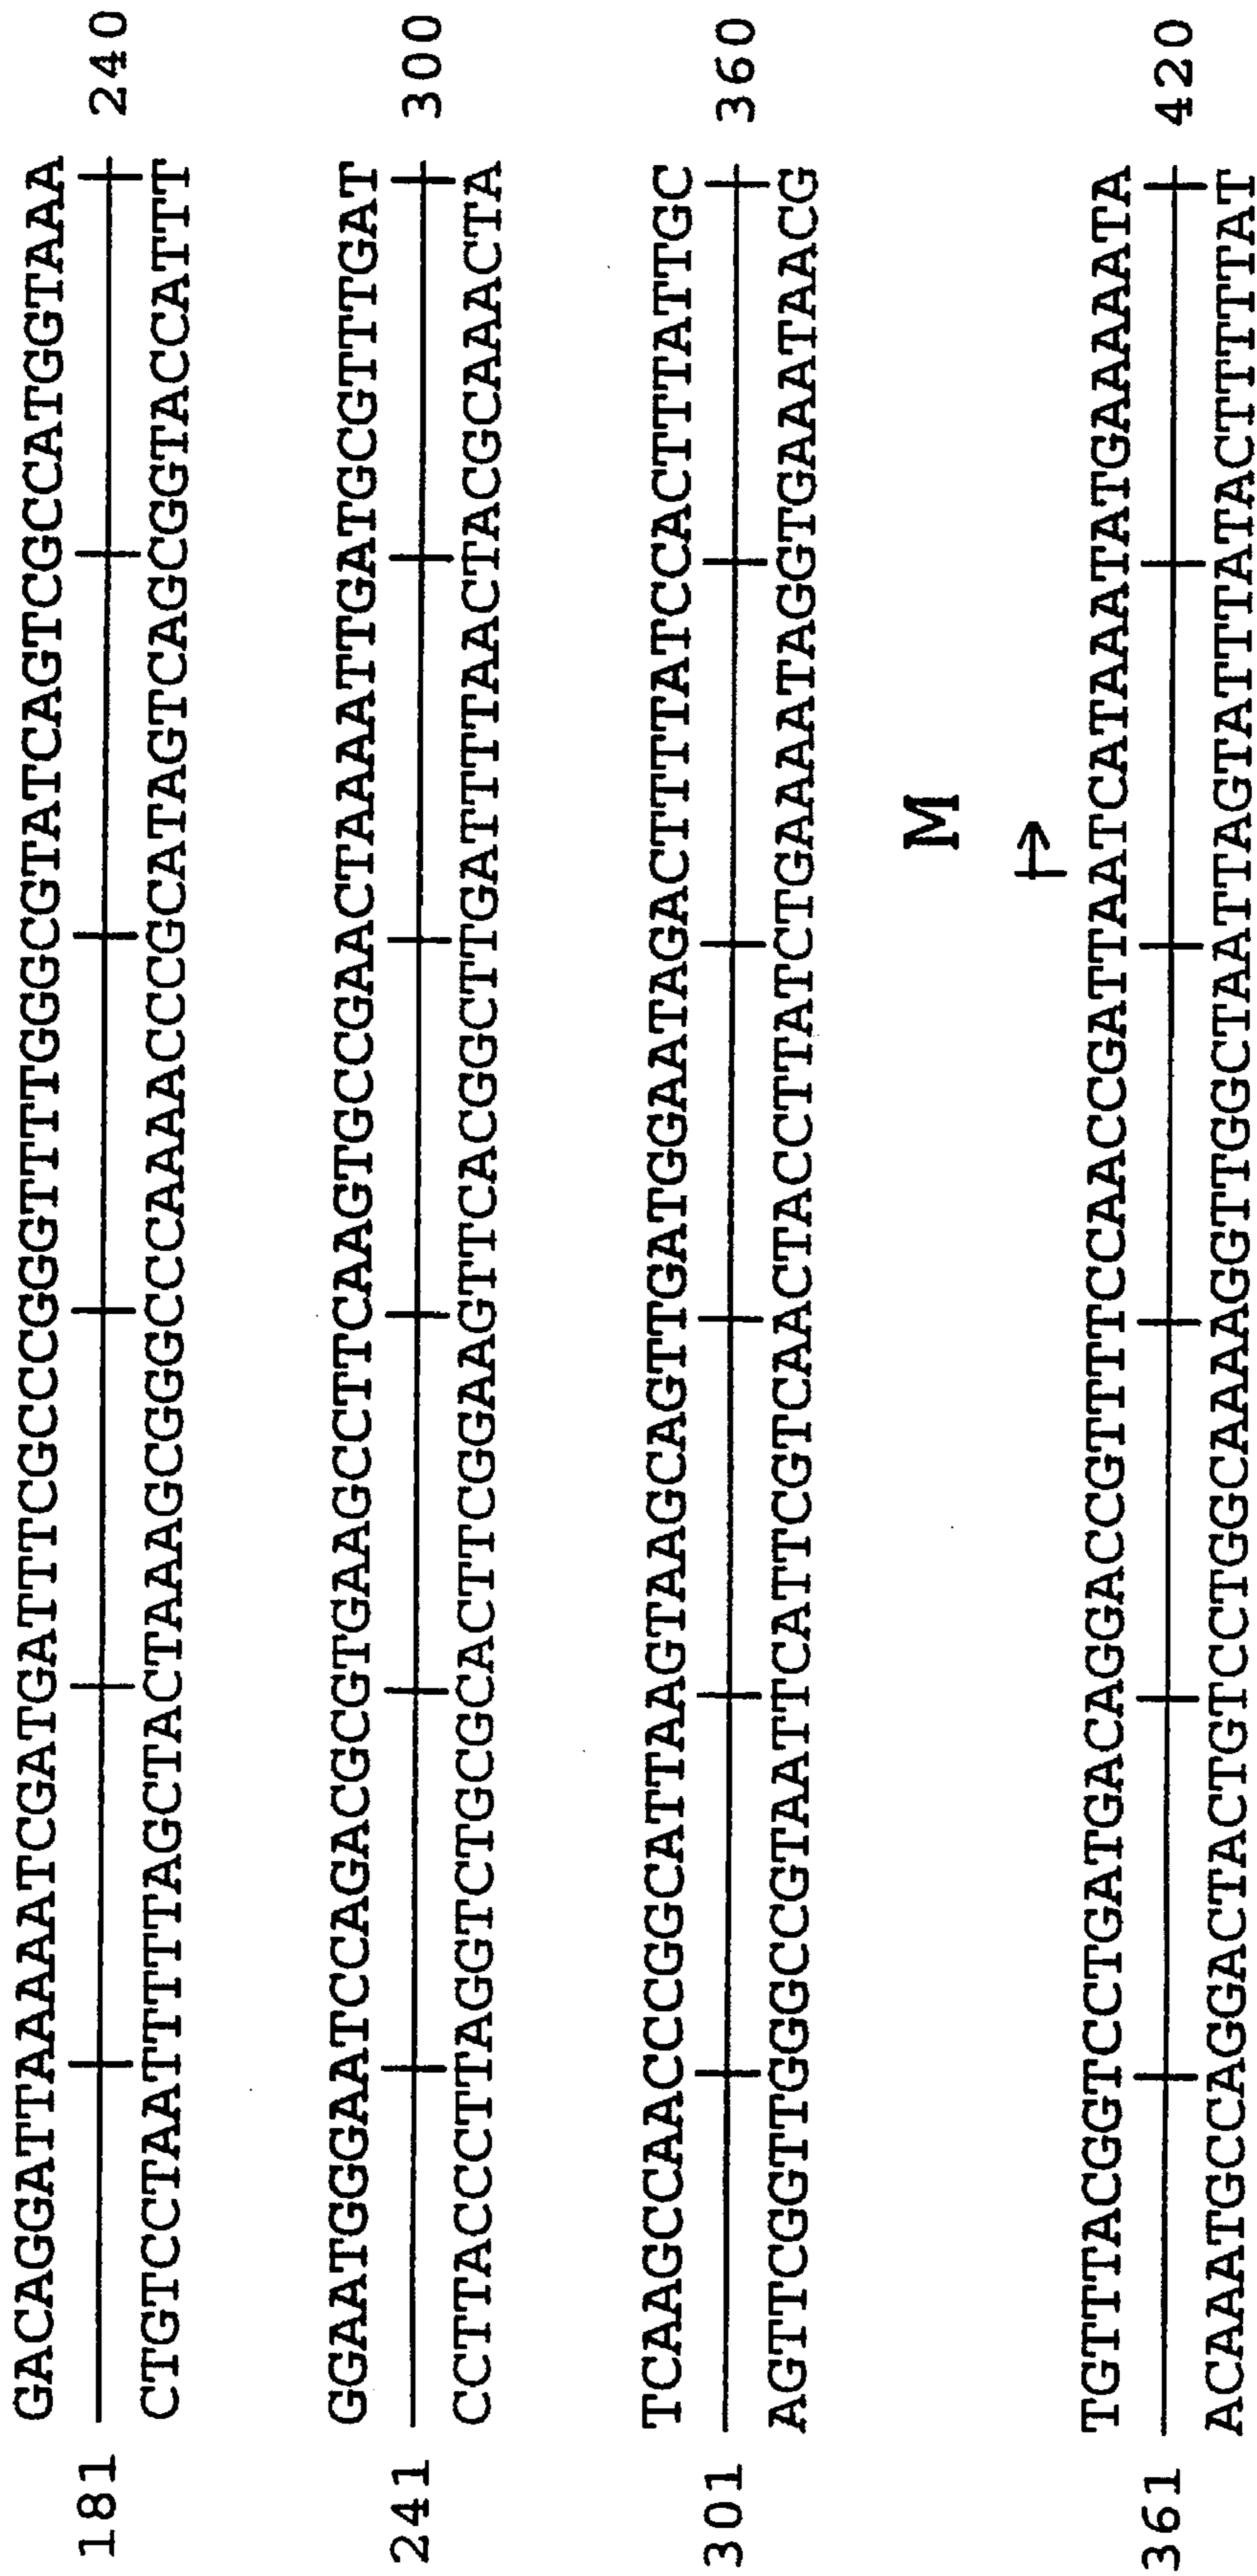 GACAGGATTAAAAATCGATGATTTCGCCCGGGTTTTGGGCGTATCAGTCGCCATGGTAAA
181 240
CTGTCCTAATTTTTAGCTACTAAAGCGGGCCCAAAACCCGCATAGTCAGCGGTACCATTT
GGAATGGGAATCCAGACGCGTGAAGCCTTCAAGTGCCGAACTAAAATTGATGCGTTTGAT
241 300
CCTTACCCTTAGGTCTGCGCACTTCGGAAGTTCACGGCTTGATTTTAACTACGCAAACTA
TCAAGCCAACCCGGCATTAAGTAAGCAGTTGATGGAATAGACTTTTATCCACTTTATTGC
301 360
AGTTCGGTTGGGCCGTAATTCATTCGTCAACTACCTTATCTGAAAATAGGTGAAATAACG
M
TGTTTACGGTCCTGATGACAGGACCGTTTTCCAACCGATTAATCATAAATATGAAAAATA
361 420
ACAAATGCCAGGACTACTGTCCTGGCAAAAGGTTGGCTAATTAGTATTTATACTTTTTAT